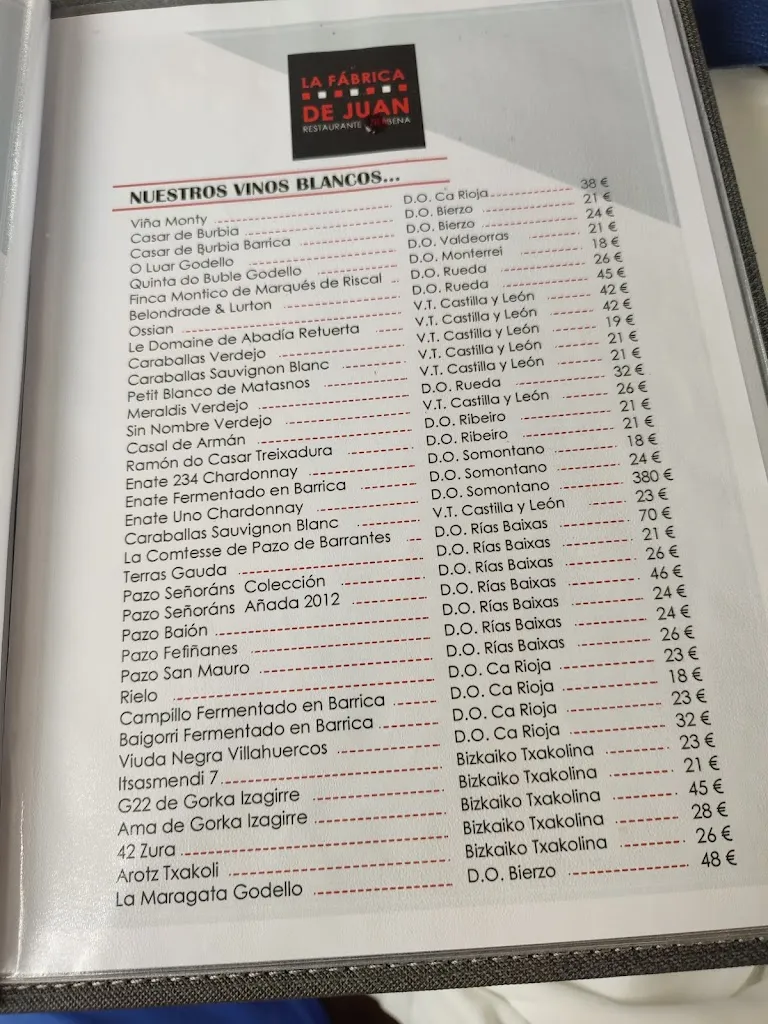 LA FÁBRICA
DE JUAN
RESTAURANTE
NUESTROS VINOS BLANCOS...
Viña Monty D.O. Ca Rioja 38 €
Casar de Burbia D.O. Bierzo 21 €
Casar de Burbia Barrica D.O. Bierzo 24 €
O Luar Godello D.O. Valdeorras 21 €
Quinta do Buble Godello D.O. Monterrei 18 €
Finca Montico de Marqués de Riscal D.O. Rueda 26 €
Belondrade & Lurton D.O. Rueda 45 €
Ossian V.T. Castilla y León 42 €
Le Domaine de Abadía Retuerta V.T. Castilla y León 42 €
Caraballas Verdejo V.T. Castilla y León 19 €
Caraballas Sauvignon Blanc V.T. Castilla y León 21 €
Petit Blanco de Matasnos V.T. Castilla y León 21 €
Meraldis Verdejo D.O. Rueda 32 €
Sin Nombre Verdejo V.T. Castilla y León 26 €
Casal de Armán D.O. Ribeiro 21 €
Ramón do Casar Treixadura D.O. Ribeiro 21 €
Enate 234 Chardonnay D.O. Somontano 18 €
Enate Fermentado en Barrica D.O. Somontano 24 €
Enate Uno Chardonnay D.O. Somontano 380 €
Caraballas Sauvignon Blanc V.T. Castilla y León 23 €
La Comtesse de Pazo de Barrantes D.O. Rías Baixas 70 €
Terras Gauda D.O. Rías Baixas 21 €
Pazo Señoráns Colección D.O. Rías Baixas 26 €
Pazo Señoráns Añada 2012 D.O. Rías Baixas 46 €
Pazo Baión D.O. Rías Baixas 24 €
Pazo Fefiñanes D.O. Rías Baixas 24 €
Pazo San Mauro D.O. Rías Baixas 26 €
Rielo D.O. Ca Rioja 23 €
Campillo Fermentado en Barrica D.O. Ca Rioja 18 €
Baigorri Fermentado en Barrica D.O. Ca Rioja 23 €
Viuda Negra Villahuercos D.O. Ca Rioja 32 €
Itsasmendi 7 Bizkaiko Txakolina 23 €
G22 de Gorka Izagirre Bizkaiko Txakolina 21 €
Ama de Gorka Izagirre Bizkaiko Txakolina 45 €
42 Zura Bizkaiko Txakolina 28 €
Arotz Txakoli Bizkaiko Txakolina 26 €
La Maragata Godello D.O. Bierzo 48 €